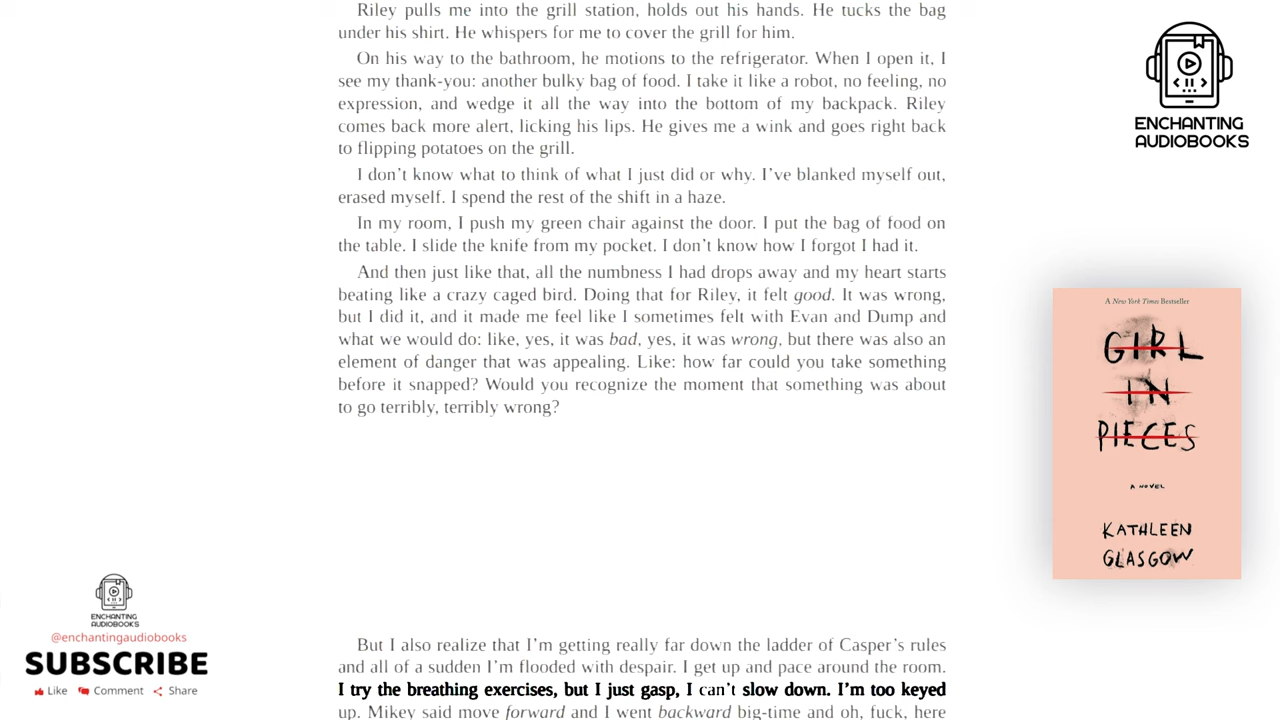 Riley pulls me into the grill station, holds out his hands. He tucks the bag
under his shirt. He whispers for me to cover the grill for him.
On his way to the bathroom, he motions to the refrigerator. When I open it, I
see my thank-you: another bulky bag of food. I take it like a robot, no feeling, no
expression, and wedge it all the way into the bottom of my backpack. Riley
comes back more alert, licking his lips. He gives me a wink and goes right back
to flipping potatoes on the grill.
I don’t know what to think of what I just did or why. I’ve blanked myself out,
erased myself. I spend the rest of the shift in a haze.
In my room, I push my green chair against the door. I put the bag of food on
the table. I slide the knife from my pocket. I don’t know how I forgot I had it.
And then just like that, all the numbness I had drops away and my heart starts
beating like a crazy caged bird. Doing that for Riley, it felt good. It was wrong,
but I did it, and it made me feel like I sometimes felt with Evan and Dump and
what we would do: like, yes, it was bad, yes, it was wrong, but there was also an
element of danger that was appealing. Like: how far could you take something
before it snapped? Would you recognize the moment that something was about
to go terribly, terribly wrong?
But I also realize that I’m getting really far down the ladder of Casper’s rules
and all of a sudden I’m flooded with despair. I get up and pace around the room.
I try the breathing exercises, but I just gasp, I can’t slow down. I’m too keyed
up. Mikey said move forward and I went backward big-time and oh, fuck, here
ENCHANTING
AUDIOBOOKS
A New York Times Bestseller
GIRL
IN
PIECES
A NOVEL
KATHLEEN
GLASGOW
ENCHANTING
AUDIOBOOKS
@enchantingaudiobooks
SUBSCRIBE
Like Comment Share